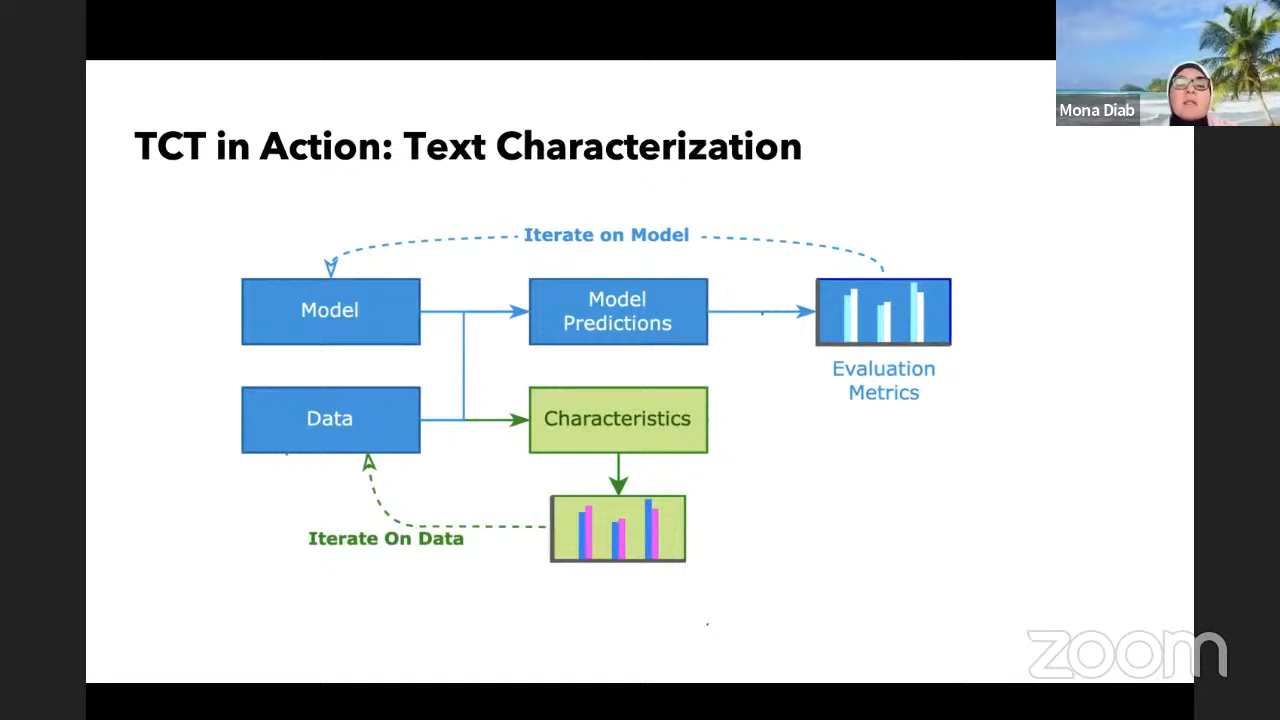 Mona Diab
TCT in Action: Text Characterization
Iterate on Model
Model
Model
Predictions
Evaluation
Metrics
Data
Characteristics
Iterate On Data
zoom